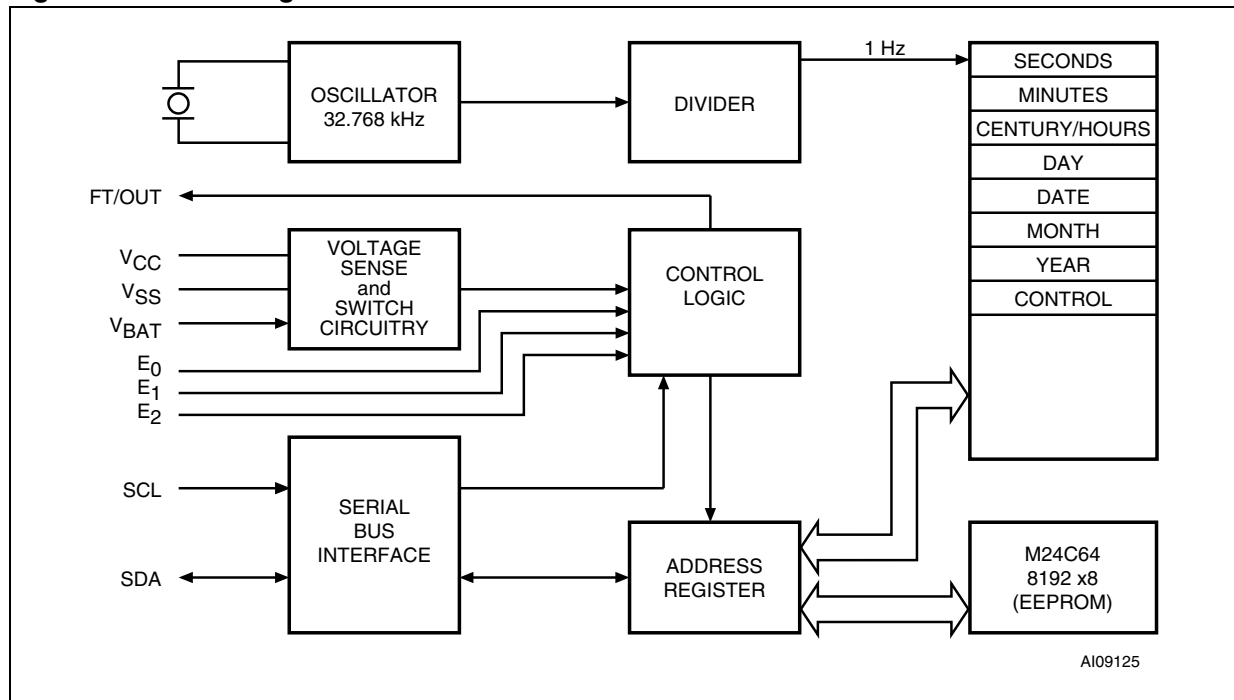 1 Hz
OSCILLATOR
32.768 kHz
DIVIDER
SECONDS
MINUTES
CENTURY/HOURS
DAY
DATE
MONTH
YEAR
CONTROL
FT/OUT
VCC
VSS
VBAT
VOLTAGE
SENSE
and
SWITCH
CIRCUITRY
CONTROL
LOGIC
E0
E1
E2
SCL
SDA
SERIAL
BUS
INTERFACE
ADDRESS
REGISTER
M24C64
8192 x8
(EEPROM)
AI09125